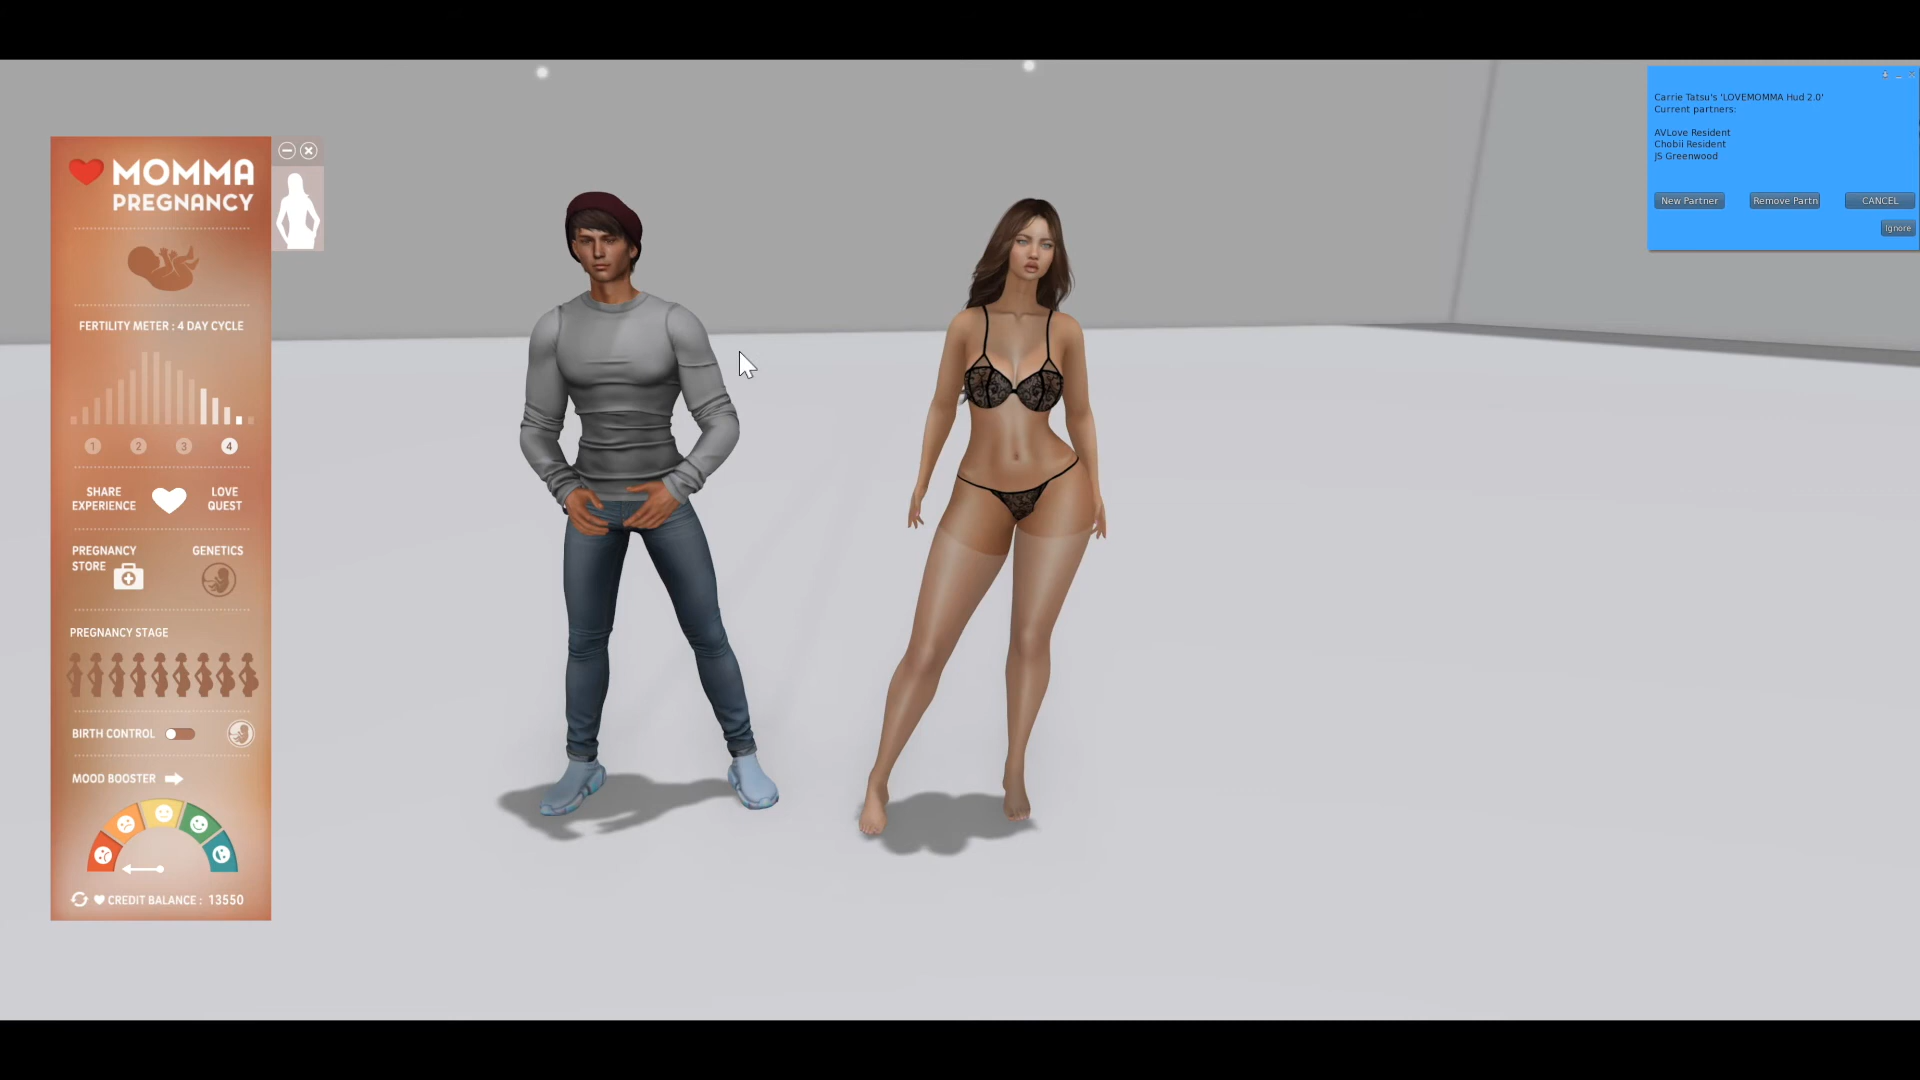 MOMMA
PREGNANCY
FERTILITY METER : 4 DAY CYCLE
1 2 3 4
SHARE
EXPERIENCE
LOVE
QUEST
PREGNANCY
STORE
GENETICS
PREGNANCY STAGE
BIRTH CONTROL
MOOD BOOSTER
CREDIT BALANCE : 13550
Carrie Tatsu's 'LOVEMOMMA Hud 2.0'
Current partners:
AVLove Resident
Chobii Resident
JS Greenwood
New Partner
Remove Partn
CANCEL
Ignore